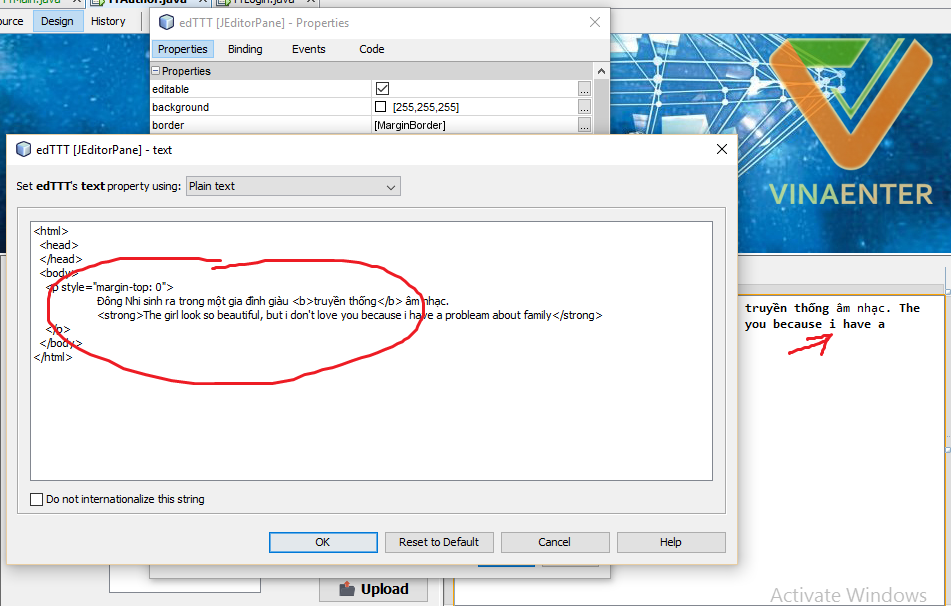 FrMain.java
FrAuthor.java
FrLogin.java
Design
History
edTTT [JEditorPane] - Properties
Properties
Binding
Events
Code
Properties
editable
...
background
[255,255,255]
...
border
[MarginBorder]
...
VINAENTER
edTTT [JEditorPane] - text
Set edTTT's text property using:
Plain text
<html>
<head>
</head>
<body>
<p style="margin-top: 0">
Đông Nhi sinh ra trong một gia đình giàu <b>truyền thống</b> âm nhạc.
<strong>The girl look so beautiful, but i don't love you because i have a probleam about family</strong>
</p>
</body>
</html>
truyền thống âm nhạc. The
you because i have a
Do not internationalize this string
OK
Reset to Default
Cancel
Help
Upload
Activate Windows